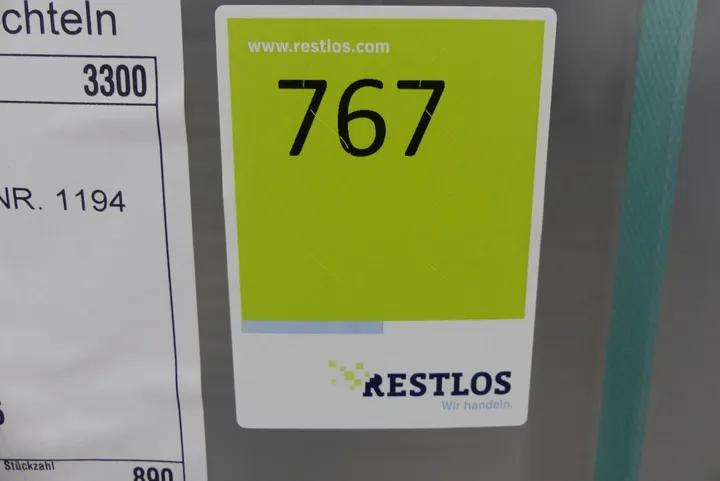 chteln
3300
NR. 1194
Stückzahl
890
www.restlos.com
767
RESTLOS
Wir handeln.